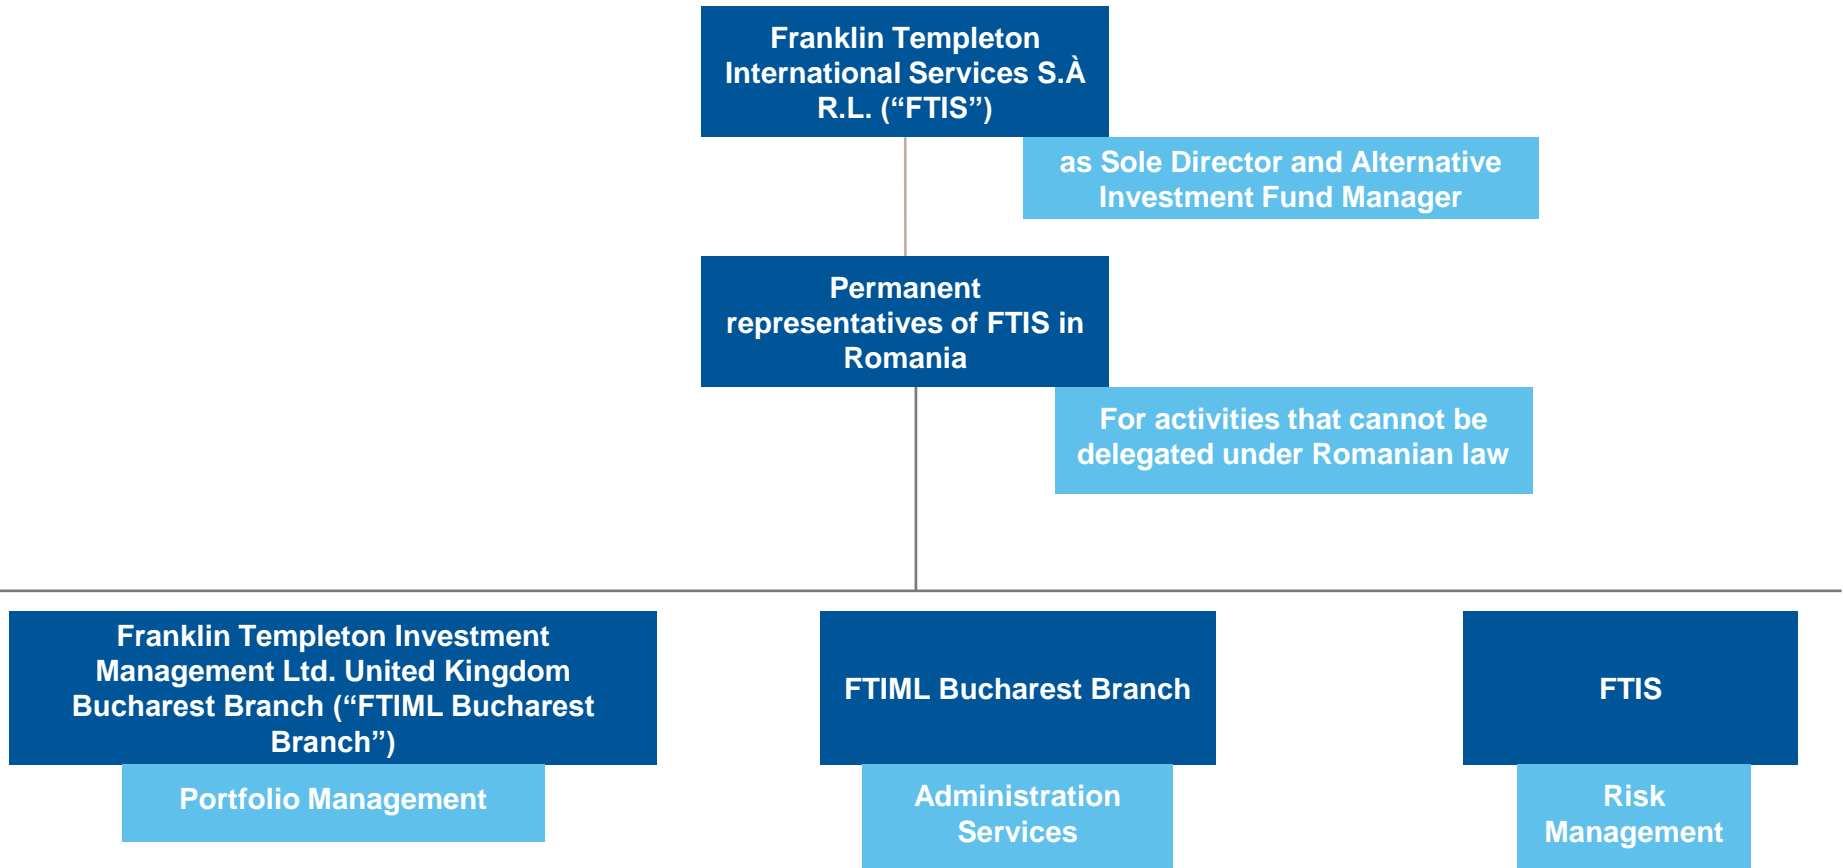 Franklin Templeton
International Services S.À
R.L. (“FTIS”)
as Sole Director and Alternative
Investment Fund Manager
Permanent
representatives of FTIS in
Romania
For activities that cannot be
delegated under Romanian law
Franklin Templeton Investment
Management Ltd. United Kingdom
Bucharest Branch (“FTIML Bucharest
Branch”)
Portfolio Management
FTIML Bucharest Branch
Administration
Services
FTIS
Risk
Management